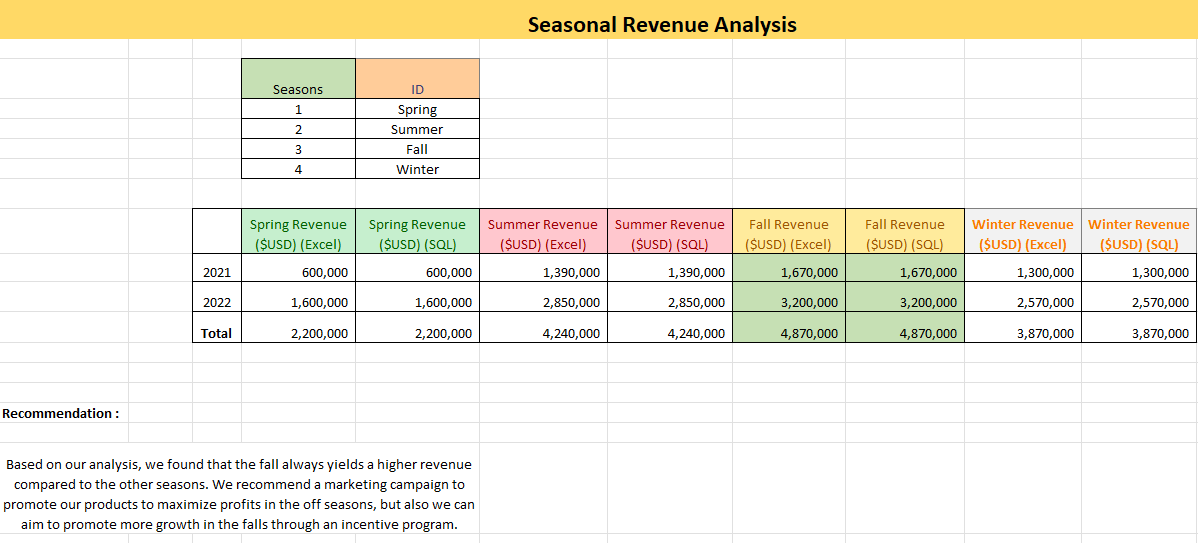 Seasonal Revenue Analysis
Seasons ID
1 Spring
2 Summer
3 Fall
4 Winter
Spring Revenue Spring Revenue Summer Revenue Summer Revenue Fall Revenue Fall Revenue Winter Revenue Winter Revenue
($USD) (Excel) ($USD) (SQL) ($USD) (Excel) ($USD) (SQL) ($USD) (Excel) ($USD) (SQL) ($USD) (Excel) ($USD) (SQL)
2021 600,000 600,000 1,390,000 1,390,000 1,670,000 1,670,000 1,300,000 1,300,000
2022 1,600,000 1,600,000 2,850,000 2,850,000 3,200,000 3,200,000 2,570,000 2,570,000
Total 2,200,000 2,200,000 4,240,000 4,240,000 4,870,000 4,870,000 3,870,000 3,870,000
Recommendation :
Based on our analysis, we found that the fall always yields a higher revenue
compared to the other seasons. We recommend a marketing campaign to
promote our products to maximize profits in the off seasons, but also we can
aim to promote more growth in the falls through an incentive program.